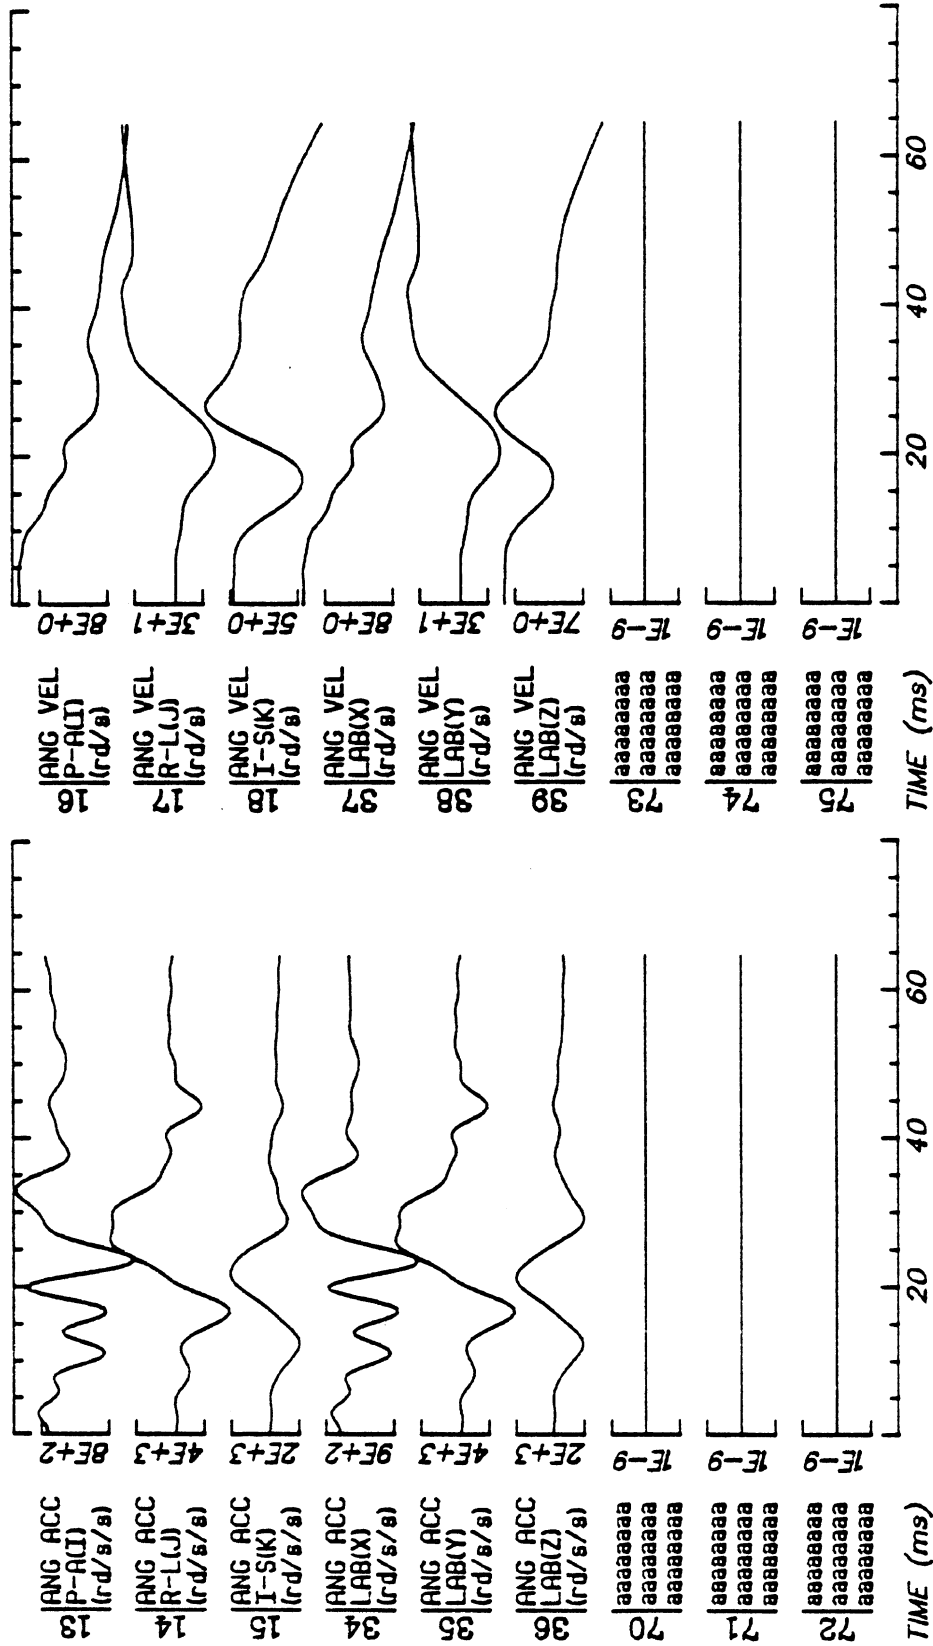 13
ANG ACC
P-A(I)
(rd/s/s)
8E+2
14
ANG ACC
R-L(J)
(rd/s/s)
4E+3
15
ANG ACC
I-S(K)
(rd/s/s)
2E+3
34
ANG ACC
LAB(X)
(rd/s/s)
9E+2
35
ANG ACC
LAB(Y)
(rd/s/s)
4E+3
36
ANG ACC
LAB(Z)
(rd/s/s)
2E+3
70
aaaaaaaa
aaaaaaaa
aaaaaaaa
1E-9
71
aaaaaaaa
aaaaaaaa
aaaaaaaa
1E-9
72
aaaaaaaa
aaaaaaaa
aaaaaaaa
1E-9
TIME (ms) 20 40 60
16
ANG VEL
P-A(I)
(rd/s)
8E+0
17
ANG VEL
R-L(J)
(rd/s)
3E+1
18
ANG VEL
I-S(K)
(rd/s)
5E+0
37
ANG VEL
LAB(X)
(rd/s)
8E+0
38
ANG VEL
LAB(Y)
(rd/s)
3E+1
39
ANG VEL
LAB(Z)
(rd/s)
7E+0
73
aaaaaaaa
aaaaaaaa
aaaaaaaa
1E-9
74
aaaaaaaa
aaaaaaaa
aaaaaaaa
1E-9
75
aaaaaaaa
aaaaaaaa
aaaaaaaa
1E-9
TIME (ms) 20 40 60